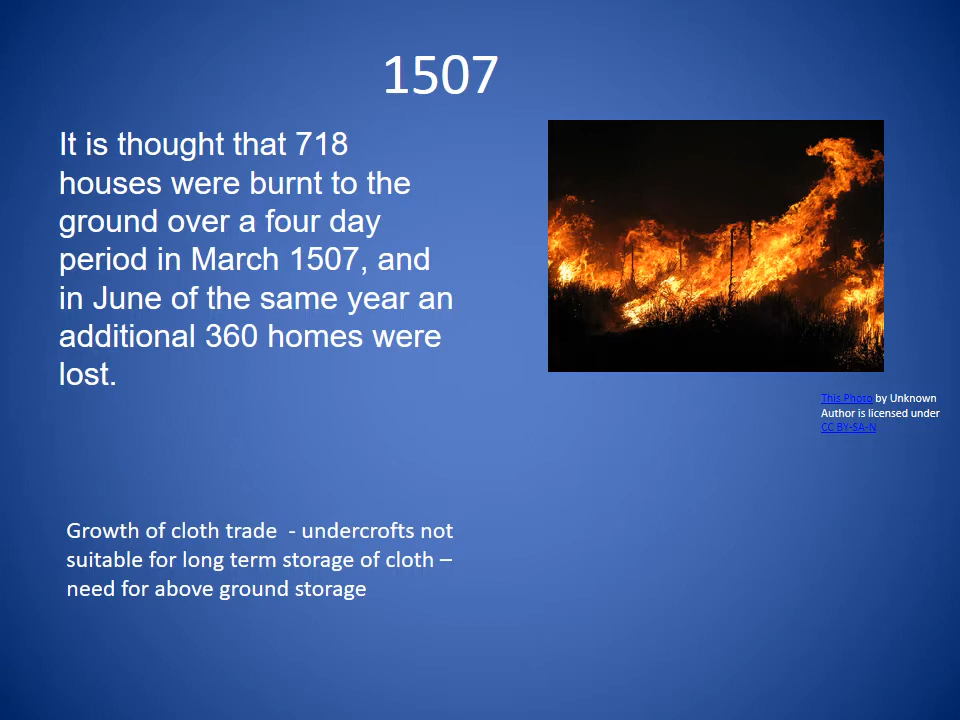 1507
It is thought that 718
houses were burnt to the
ground over a four day
period in March 1507, and
in June of the same year an
additional 360 homes were
lost.
This Photo by Unknown
Author is licensed under
CC BY-SA-N
Growth of cloth trade  - undercrofts not
suitable for long term storage of cloth –
need for above ground storage